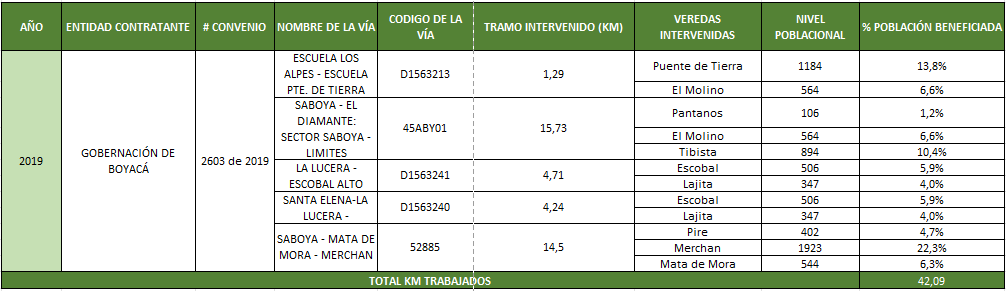 AÑO ENTIDAD CONTRATANTE # CONVENIO NOMBRE DE LA VÍA CODIGO DE LA VÍA TRAMO INTERVENIDO (KM) VEREDAS INTERVENIDAS NIVEL POBLACIONAL % POBLACIÓN BENEFICIADA
2019 GOBERNACIÓN DE BOYACÁ 2603 de 2019
ESCUELA LOS ALPES - ESCUELA PTE. DE TIERRA D1563213 1,29 Puente de Tierra 1184 13,8%
El Molino 564 6,6%
SABOYA - EL DIAMANTE: SECTOR SABOYA - LIMITES 45ABY01 15,73 Pantanos 106 1,2%
El Molino 564 6,6%
Tibista 894 10,4%
LA LUCERA - ESCOBAL ALTO D1563241 4,71 Escobal 506 5,9%
Lajita 347 4,0%
SANTA ELENA-LA LUCERA - D1563240 4,24 Escobal 506 5,9%
Lajita 347 4,0%
SABOYA - MATA DE MORA - MERCHAN 52885 14,5 Pire 402 4,7%
Merchan 1923 22,3%
Mata de Mora 544 6,3%
TOTAL KM TRABAJADOS 42,09